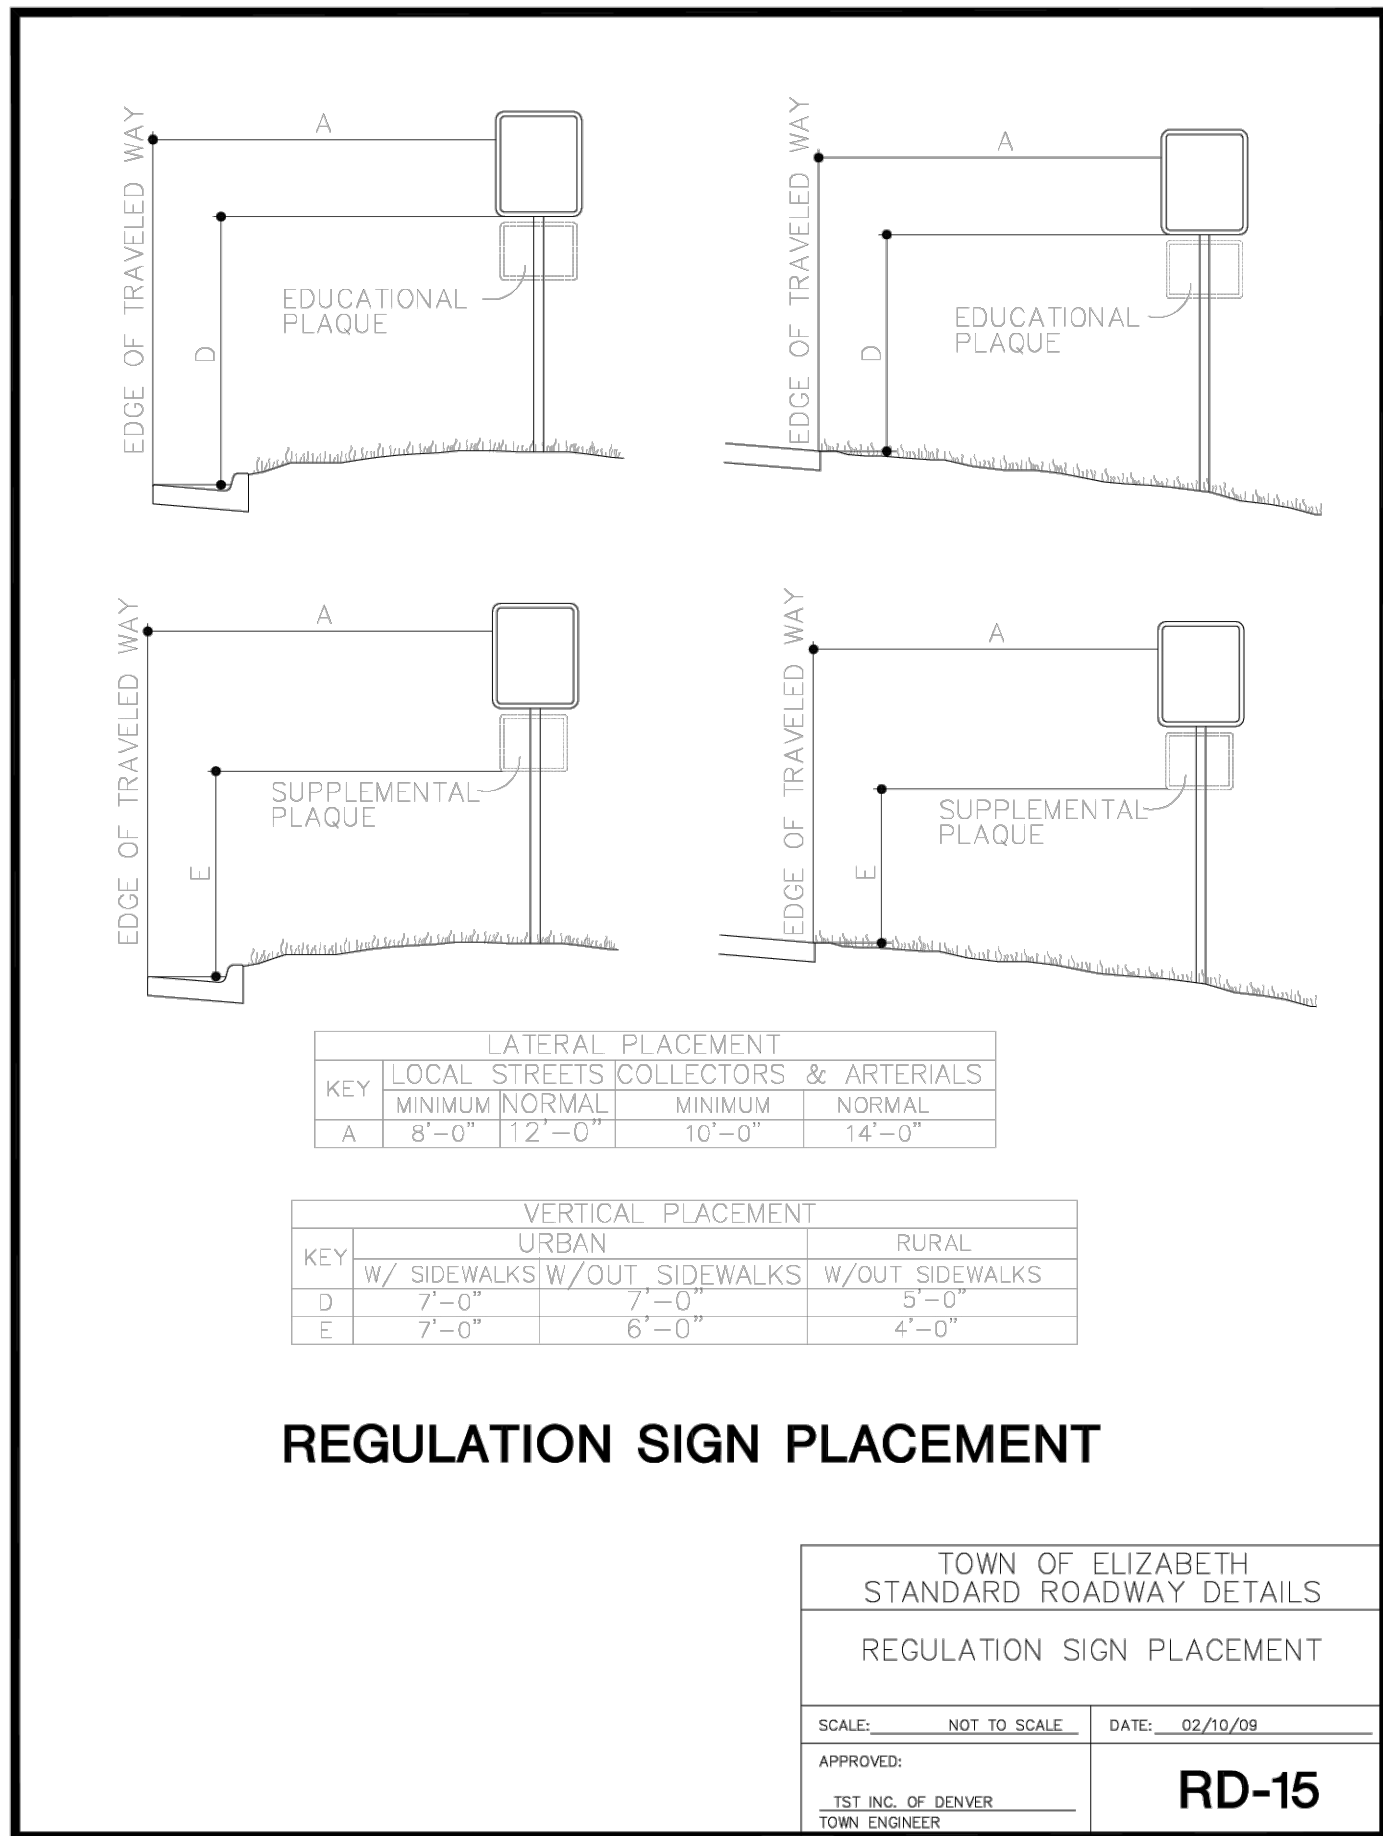 EDGE OF TRAVELED WAY
A
D
EDUCATIONAL
PLAQUE
EDGE OF TRAVELED WAY
A
D
EDUCATIONAL
PLAQUE
EDGE OF TRAVELED WAY
A
E
SUPPLEMENTAL
PLAQUE
EDGE OF TRAVELED WAY
A
E
SUPPLEMENTAL
PLAQUE
LATERAL PLACEMENT
KEY LOCAL STREETS COLLECTORS & ARTERIALS
MINIMUM NORMAL MINIMUM NORMAL
A 8'-0" 12'-0" 10'-0" 14'-0"
VERTICAL PLACEMENT
KEY URBAN RURAL
W/ SIDEWALKS W/OUT SIDEWALKS W/OUT SIDEWALKS
D 7'-0" 7'-0" 5'-0"
E 7'-0" 6'-0" 4'-0"
REGULATION SIGN PLACEMENT
TOWN OF ELIZABETH
STANDARD ROADWAY DETAILS
REGULATION SIGN PLACEMENT
SCALE: NOT TO SCALE DATE: 02/10/09
APPROVED:
TST INC. OF DENVER
TOWN ENGINEER
RD-15